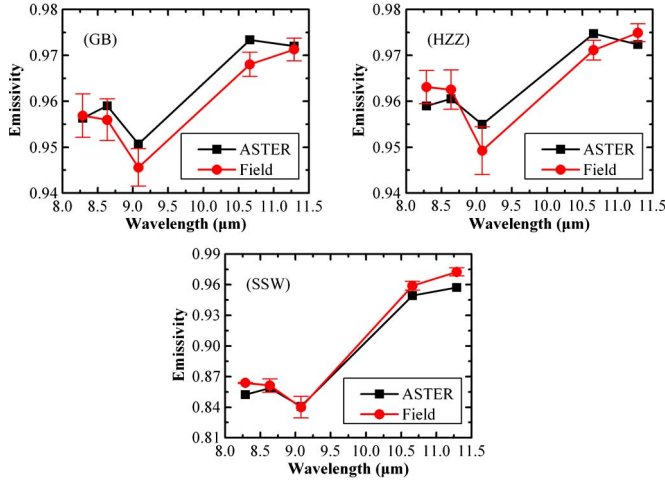 0.98
0.97
0.96
0.95
0.94
Emissivity
(GB)
ASTER
Field
8.0 8.5 9.0 9.5 10.0 10.5 11.0 11.5
Wavelength (µm)
0.98
0.97
0.96
0.95
0.94
Emissivity
(HZZ)
ASTER
Field
8.0 8.5 9.0 9.5 10.0 10.5 11.0 11.5
Wavelength (µm)
0.99
0.96
0.93
0.90
0.87
0.84
0.81
Emissivity
(SSW)
ASTER
Field
8.0 8.5 9.0 9.5 10.0 10.5 11.0 11.5
Wavelength (µm)